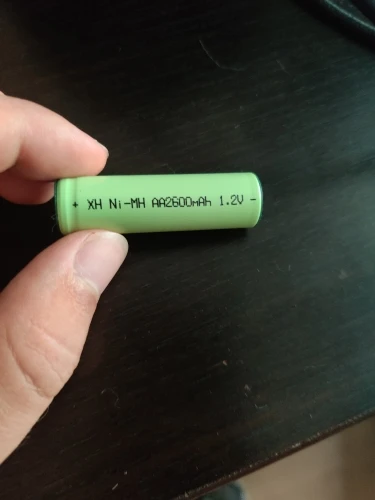 + XH Ni-MH AA2600mAh 1.2V -